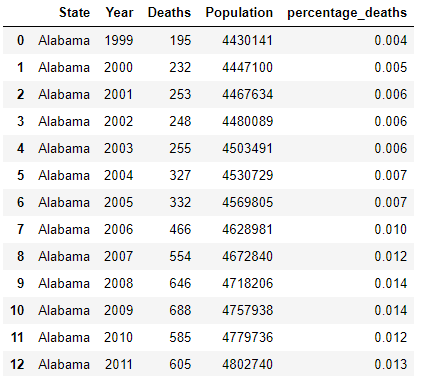 State Year Deaths Population percentage_deaths
0 Alabama 1999 195 4430141 0.004
1 Alabama 2000 232 4447100 0.005
2 Alabama 2001 253 4467634 0.006
3 Alabama 2002 248 4480089 0.006
4 Alabama 2003 255 4503491 0.006
5 Alabama 2004 327 4530729 0.007
6 Alabama 2005 332 4569805 0.007
7 Alabama 2006 466 4628981 0.010
8 Alabama 2007 554 4672840 0.012
9 Alabama 2008 646 4718206 0.014
10 Alabama 2009 688 4757938 0.014
11 Alabama 2010 585 4779736 0.012
12 Alabama 2011 605 4802740 0.013